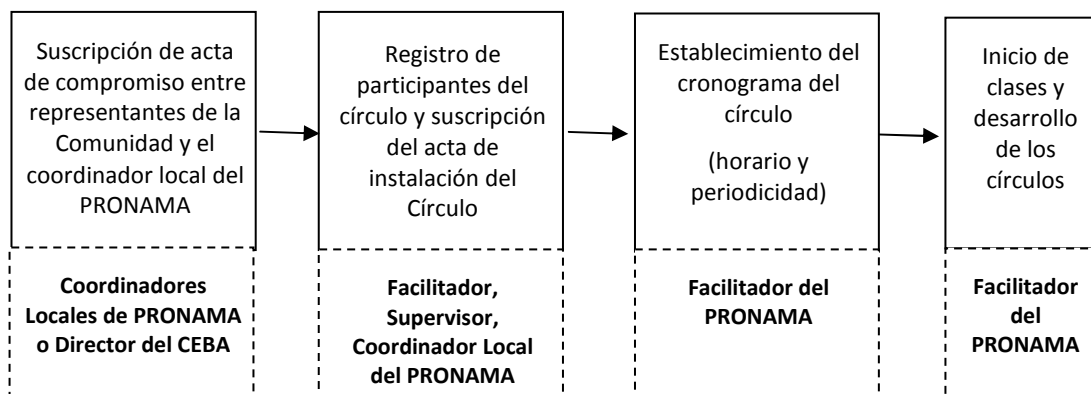 Suscripción de acta
de compromiso entre
representantes de la
Comunidad y el
coordinador local del
PRONAMA
Coordinadores
Locales de PRONAMA
o Director del CEBA
Registro de
participantes del
círculo y suscripción
del acta de
instalación del
Círculo
Facilitador,
Supervisor,
Coordinador Local
del PRONAMA
Establecimiento del
cronograma del
círculo
(horario y
periodicidad)
Facilitador del
PRONAMA
Inicio de
clases y
desarrollo
de los
círculos
Facilitador
del
PRONAMA